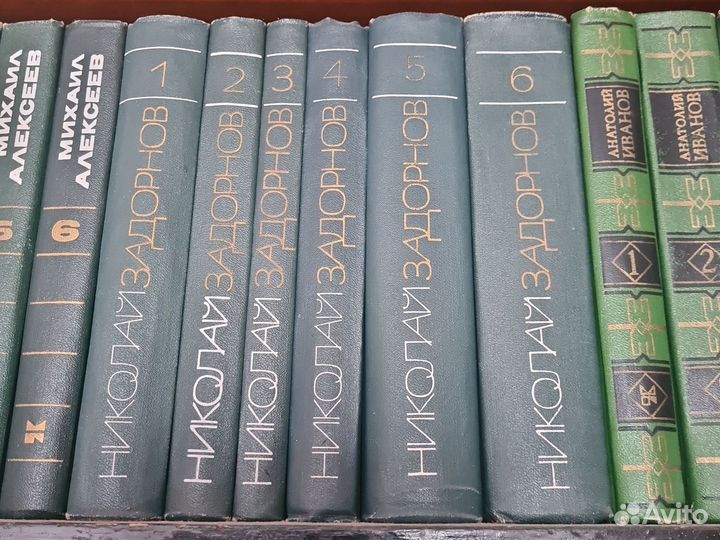 МИХАИЛ
АЛЕКСЕЕВ
5
МИХАИЛ
АЛЕКСЕЕВ
6
1
НИКОЛАЙ ЗАДОРНОВ
2
НИКОЛАЙ ЗАДОРНОВ
3
НИКОЛАЙ ЗАДОРНОВ
4
НИКОЛАЙ ЗАДОРНОВ
5
НИКОЛАЙ ЗАДОРНОВ
6
НИКОЛАЙ ЗАДОРНОВ
АНАТОЛИЙ
ИВАНОВ
1
АНАТОЛИЙ
ИВАНОВ
2
Avito